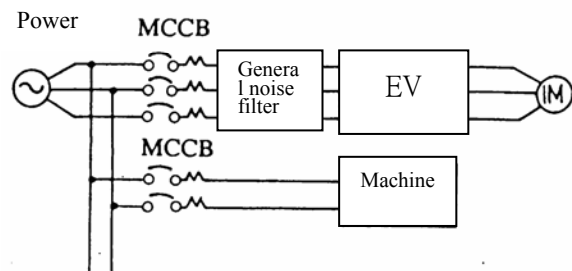 Power
MCCB
Genera
l noise
filter
EV
IM
MCCB
Machine